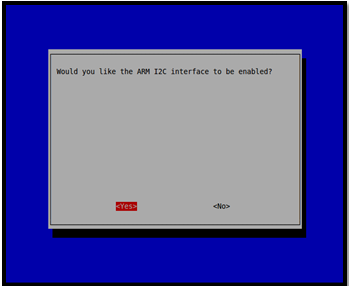 Would you like the ARM I2C interface to be enabled?
<Yes> <No>